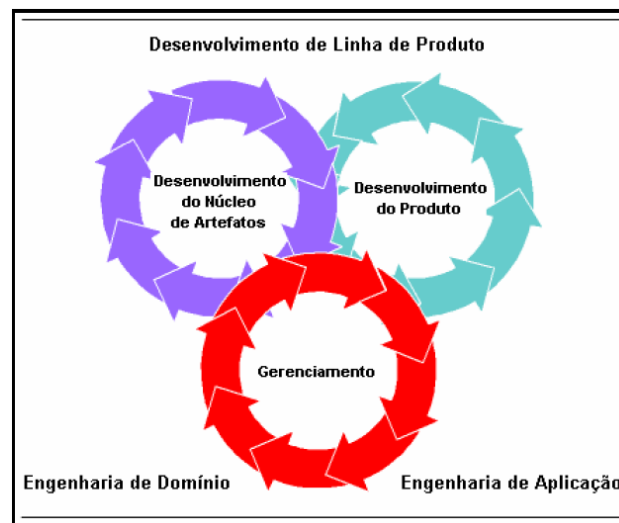 Desenvolvimento de Linha de Produto
Desenvolvimento
do Núcleo
de Artefatos
Desenvolvimento
do Produto
Gerenciamento
Engenharia de Domínio
Engenharia de Aplicação